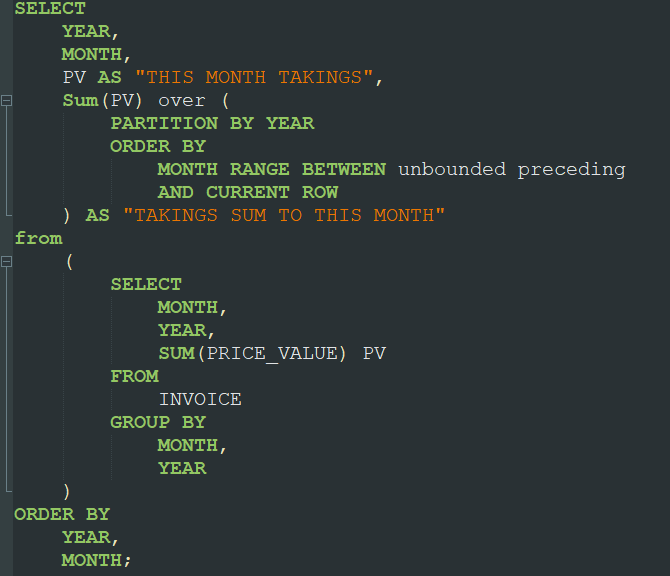 SELECT
YEAR,
MONTH,
PV AS "THIS MONTH TAKINGS",
Sum(PV) over (
PARTITION BY YEAR
ORDER BY
MONTH RANGE BETWEEN unbounded preceding
AND CURRENT ROW
) AS "TAKINGS SUM TO THIS MONTH"
from
(
SELECT
MONTH,
YEAR,
SUM(PRICE_VALUE) PV
FROM
INVOICE
GROUP BY
MONTH,
YEAR
)
ORDER BY
YEAR,
MONTH;